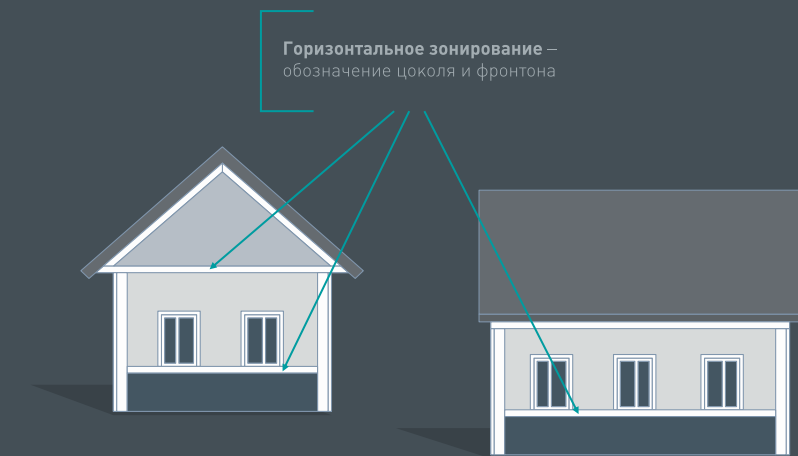 Горизонтальное зонирование –
обозначение цоколя и фронтона